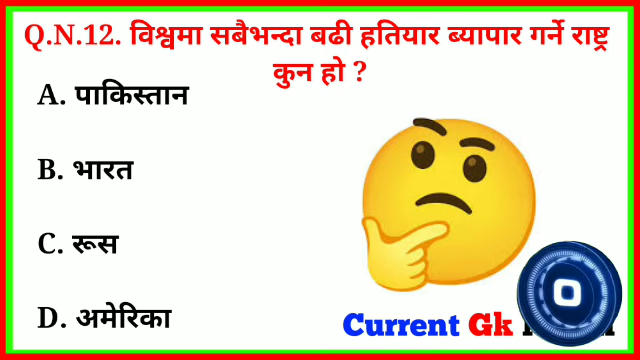 Q.N.12. विश्वमा सबैभन्दा बढी हतियार ब्यापार गर्ने राष्ट्र
कुन हो ?
A. पाकिस्तान
B. भारत
C. रूस
D. अमेरिका
Current Gk